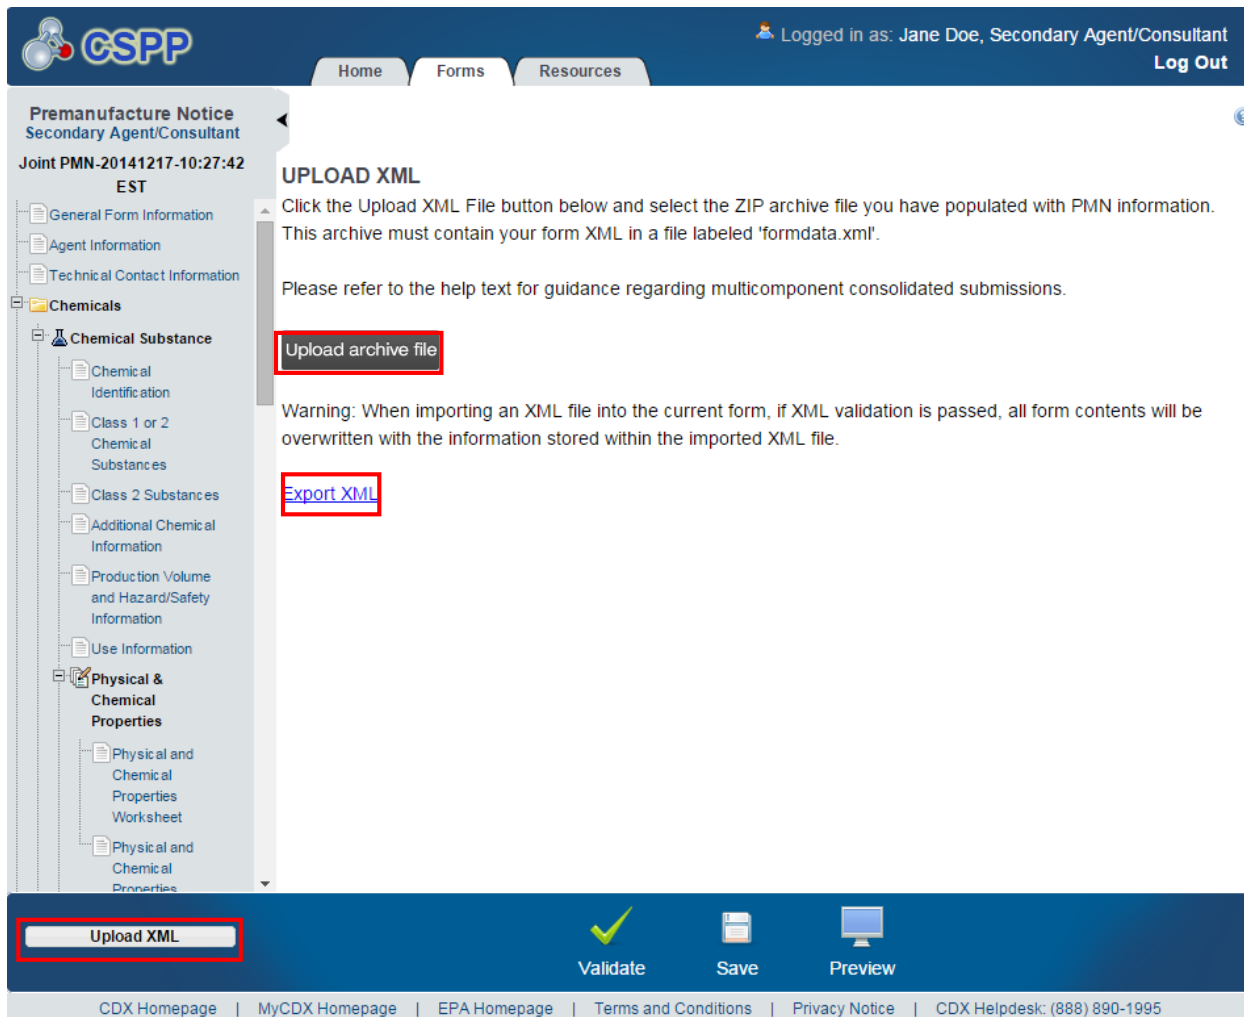 CSPP
Logged in as: Jane Doe, Secondary Agent/Consultant
Log Out
Home
Forms
Resources
Premanufacture Notice
Secondary Agent/Consultant
Joint PMN-20141217-10:27:42
EST
General Form Information
Agent Information
Technical Contact Information
Chemicals
Chemical Substance
Chemical
Identification
Class 1 or 2
Chemical
Substances
Class 2 Substances
Additional Chemical
Information
Production Volume
and Hazard/Safety
Information
Use Information
Physical &
Chemical
Properties
Physical and
Chemical
Properties
Worksheet
Physical and
Chemical
Properties
UPLOAD XML
Click the Upload XML File button below and select the ZIP archive file you have populated with PMN information.
This archive must contain your form XML in a file labeled 'formdata.xml'.
Please refer to the help text for guidance regarding multicomponent consolidated submissions.
Upload archive file
Warning: When importing an XML file into the current form, if XML validation is passed, all form contents will be
overwritten with the information stored within the imported XML file.
Export XML
Upload XML
Validate
Save
Preview
CDX Homepage | MyCDX Homepage | EPA Homepage | Terms and Conditions | Privacy Notice | CDX Helpdesk: (888) 890-1995